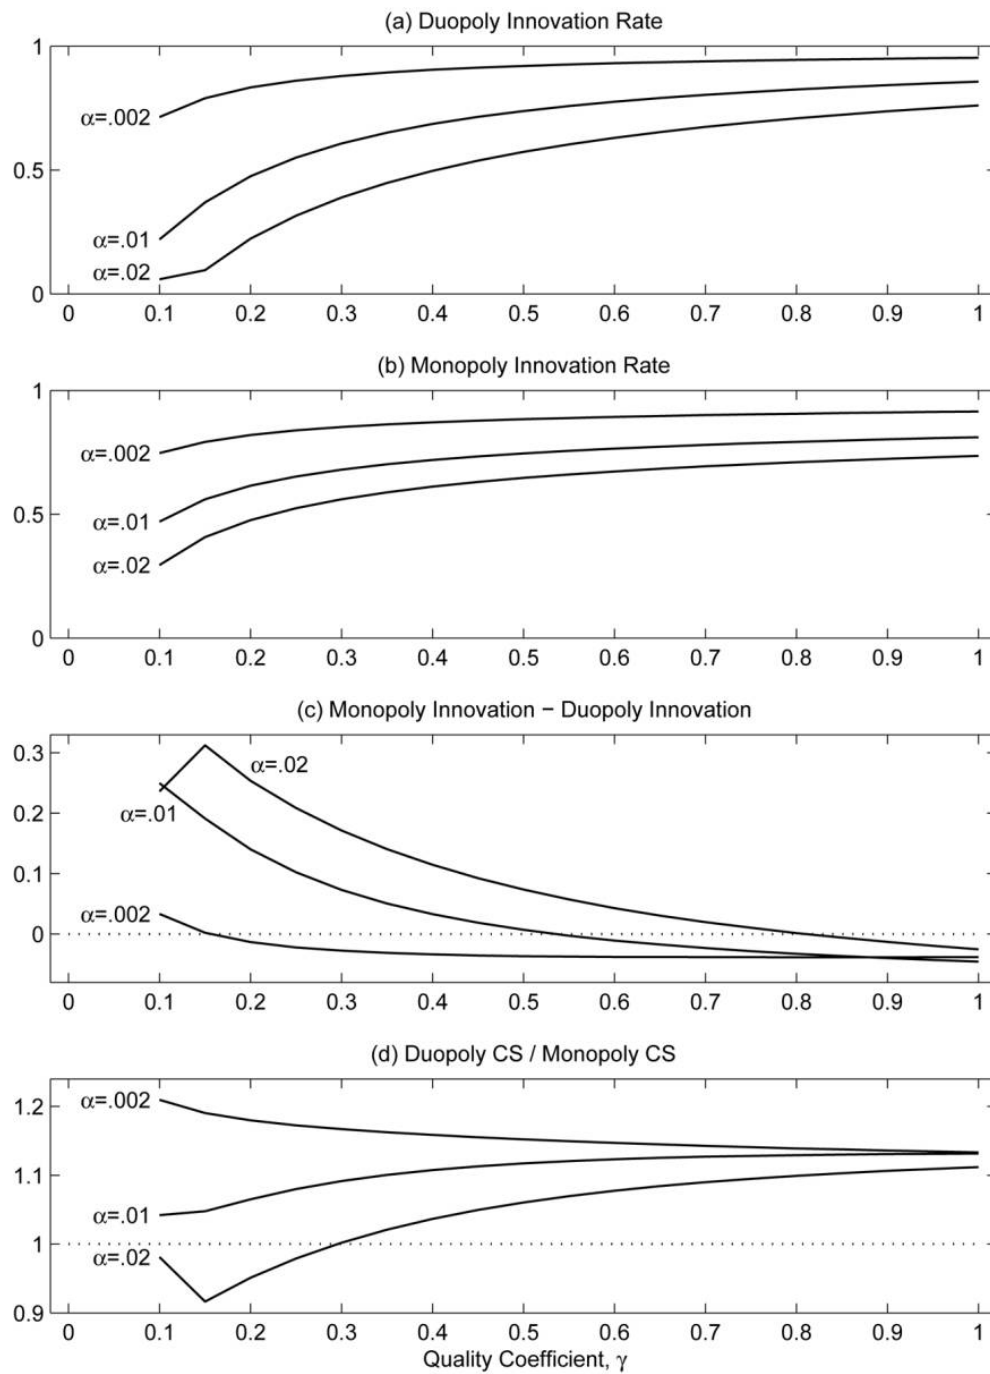 (a) Duopoly Innovation Rate
1
α=.002
0.5
α=.01
α=.02
0
0 0.1 0.2 0.3 0.4 0.5 0.6 0.7 0.8 0.9 1
(b) Monopoly Innovation Rate
1
α=.002
0.5
α=.01
α=.02
0
0 0.1 0.2 0.3 0.4 0.5 0.6 0.7 0.8 0.9 1
(c) Monopoly Innovation − Duopoly Innovation
0.3
α=.02
0.2
α=.01
0.1
α=.002
0
0 0.1 0.2 0.3 0.4 0.5 0.6 0.7 0.8 0.9 1
(d) Duopoly CS / Monopoly CS
α=.002
1.2
1.1
α=.01
1
α=.02
0.9
0 0.1 0.2 0.3 0.4 0.5 0.6 0.7 0.8 0.9 1
Quality Coefficient, γ